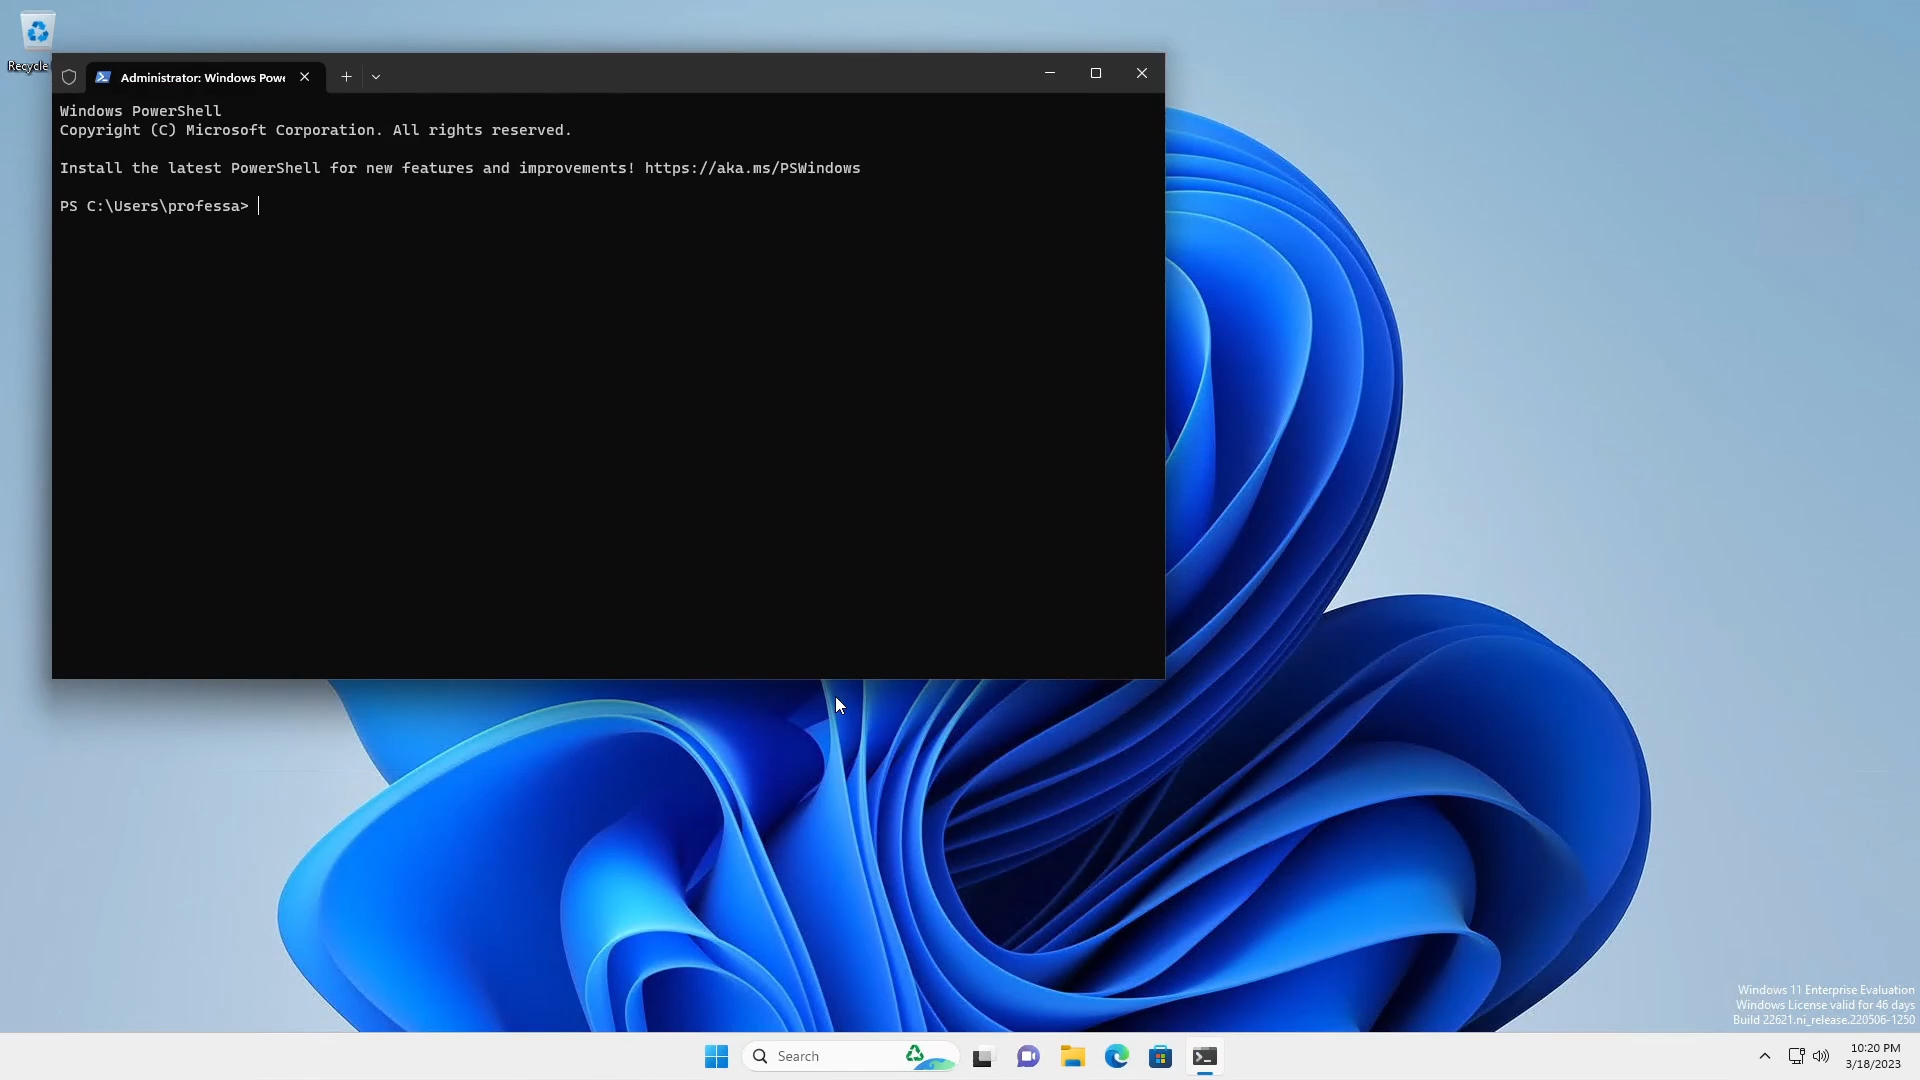 Recycle
Administrator: Windows Powe
Windows PowerShell
Copyright (C) Microsoft Corporation. All rights reserved.
Install the latest PowerShell for new features and improvements! https://aka.ms/PSWindows
PS C:\Users\professa>
Windows 11 Enterprise Evaluation
Windows License valid for 46 days
Build 22621.ni_release.220506-1250
Search
10:20 PM
3/18/2023